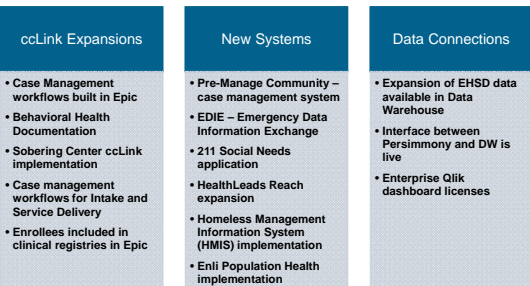 ccLink Expansions
• Case Management
workflows built in Epic
• Behavioral Health
Documentation
• Sobering Center ccLink
implementation
• Case management
workflows for Intake and
Service Delivery
• Enrollees included in
clinical registries in Epic
New Systems
• Pre-Manage Community –
case management system
• EDIE – Emergency Data
Information Exchange
• 211 Social Needs
application
• HealthLeads Reach
expansion
• Homeless Management
Information System
(HMIS) implementation
• Enli Population Health
implementation
Data Connections
• Expansion of EHSD data
available in Data
Warehouse
• Interface between
Persimmony and DW is
live
• Enterprise Qlik
dashboard licenses